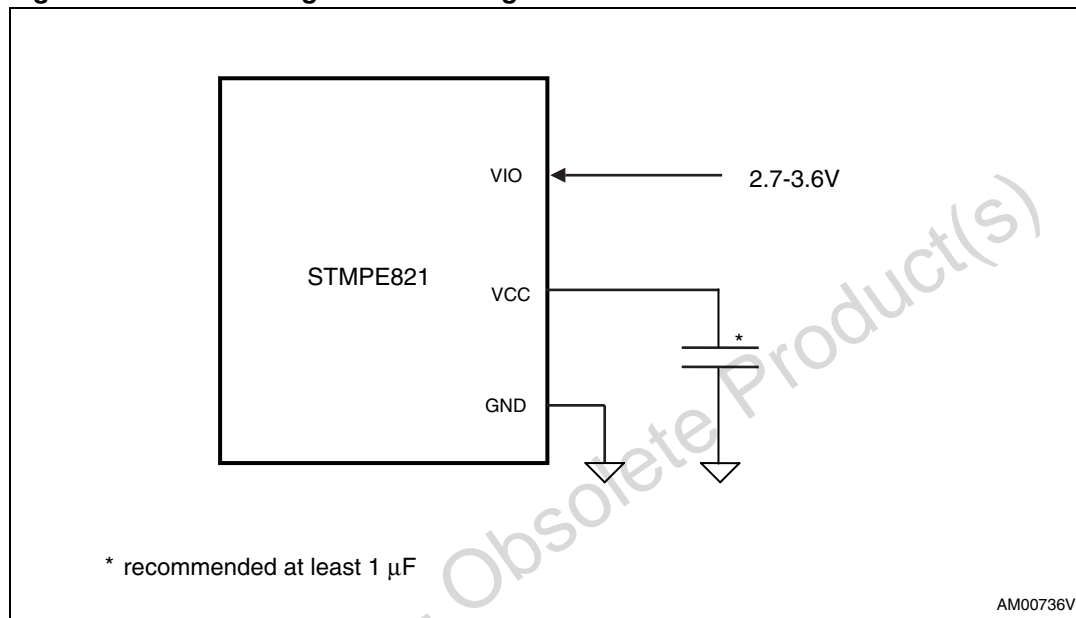 VIO
2.7-3.6V
STMPE821
VCC
*
GND
* recommended at least 1 μF
Obsolete Product(s)
AM00736V